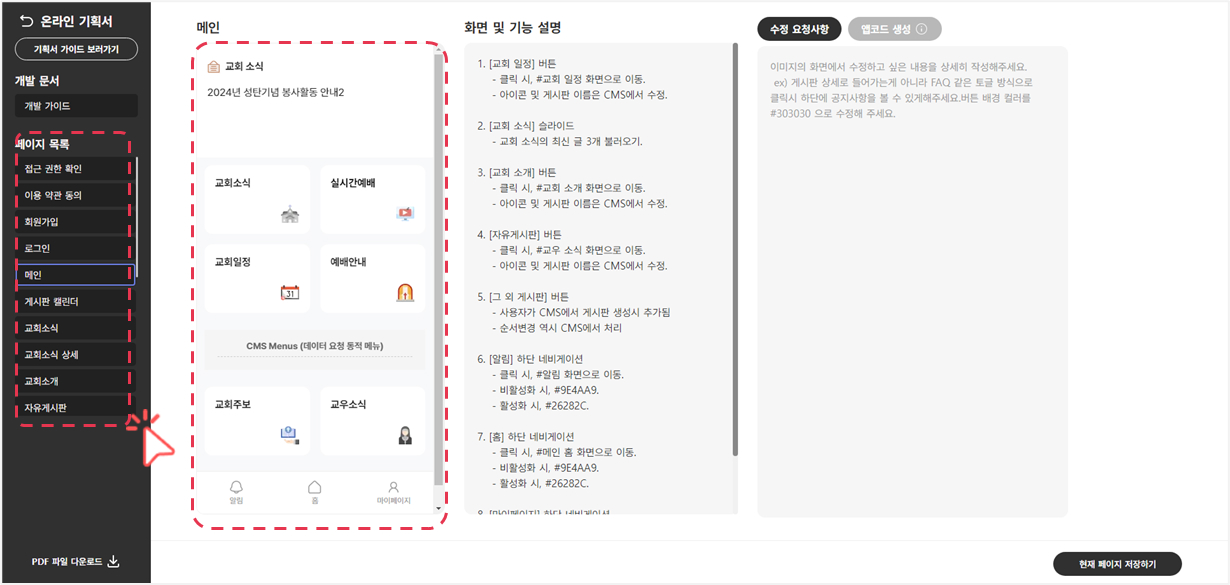 온라인 기획서
기획서 가이드 보러가기
개발 문서
개발 가이드
페이지 목록
접근 권한 확인
이용 약관 동의
회원가입
로그인
메인
게시판 캘린더
교회소식
교회소식 상세
교회소개
자유게시판
PDF 파일 다운로드
메인
교회 소식
2024년 성탄기념 봉사활동 안내2
교회소식
실시간예배
교회일정
31
예배안내
CMS Menus (데이터 요청 동적 메뉴)
교회주보
교우소식
알림
홈
마이페이지
화면 및 기능 설명
1. [교회 일정] 버튼
- 클릭 시, #교회 일정 화면으로 이동.
- 아이콘 및 게시판 이름은 CMS에서 수정.
2. [교회 소식] 슬라이드
- 교회 소식의 최신 글 3개 불러오기.
3. [교회 소개] 버튼
- 클릭 시, #교회 소개 화면으로 이동.
- 아이콘 및 게시판 이름은 CMS에서 수정.
4. [자유게시판] 버튼
- 클릭 시, #교우 소식 화면으로 이동.
- 아이콘 및 게시판 이름은 CMS에서 수정.
5. [그 외 게시판] 버튼
- 사용자가 CMS에서 게시판 생성시 추가됨
- 순서변경 역시 CMS에서 처리
6. [알림] 하단 네비게이션
- 클릭 시, #알림 화면으로 이동.
- 비활성화 시, #9E4AA9.
- 활성화 시, #26282C.
7. [홈] 하단 네비게이션
- 클릭 시, #메인 홈 화면으로 이동.
- 비활성화 시, #9E4AA9.
- 활성화 시, #26282C.
8. [마이페이지] 하단 네비게이션
수정 요청사항
앱코드 생성
이미지의 화면에서 수정하고 싶은 내용을 상세히 작성해주세요.
ex) 게시판 상세로 들어가는게 아니라 FAQ 같은 토글 방식으로
클릭시 하단에 공지사항을 볼 수 있게해주세요.버튼 배경 컬러를
#303030 으로 수정해 주세요.
현재 페이지 저장하기